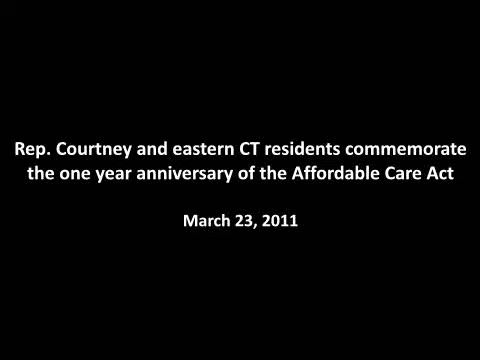 Rep. Courtney and eastern CT residents commemorate
the one year anniversary of the Affordable Care Act
March 23, 2011